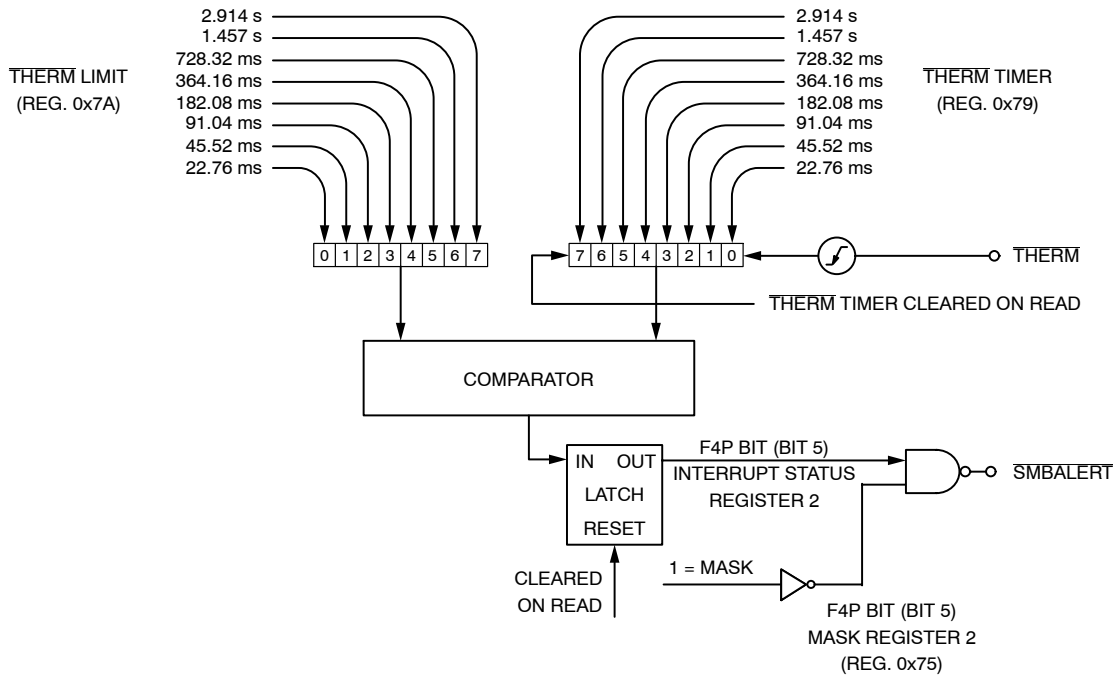 2.914 s
1.457 s
728.32 ms
364.16 ms
182.08 ms
91.04 ms
45.52 ms
22.76 ms
THERM LIMIT
(REG. 0x7A)
2.914 s
1.457 s
728.32 ms
364.16 ms
182.08 ms
91.04 ms
45.52 ms
22.76 ms
THERM TIMER
(REG. 0x79)
0 1 2 3 4 5 6 7
7 6 5 4 3 2 1 0
THERM
THERM TIMER CLEARED ON READ
COMPARATOR
IN OUT
LATCH
RESET
F4P BIT (BIT 5)
INTERRUPT STATUS
REGISTER 2
SMBALERT
CLEARED
ON READ
1 = MASK
F4P BIT (BIT 5)
MASK REGISTER 2
(REG. 0x75)